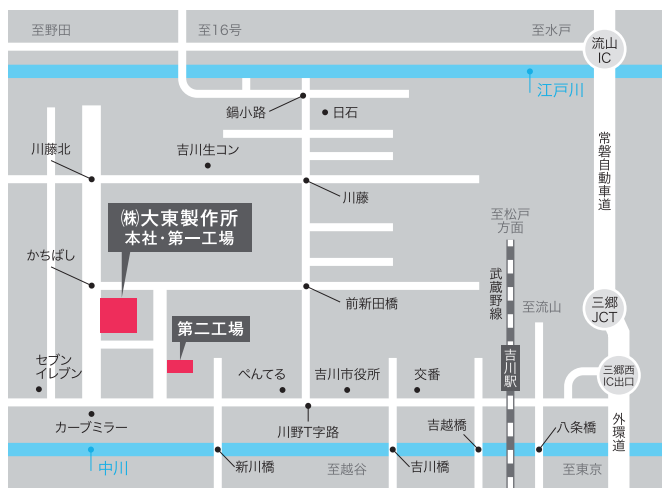 至野田
至16号
至水戸
流山
IC
江戸川
鍋小路
日石
川藤北
吉川生コン
常磐自動車道
川藤
㈱大東製作所
本社・第一工場
至松戸
方面
かちばし
武蔵野線
前新田橋
至流山
三郷
JCT
第二工場
吉川駅
セブン
イレブン
ぺんてる
吉川市役所
交番
三郷西
IC出口
カーブミラー
川野T字路
吉越橋
八条橋
外環道
中川
新川橋
至越谷
吉川橋
至東京